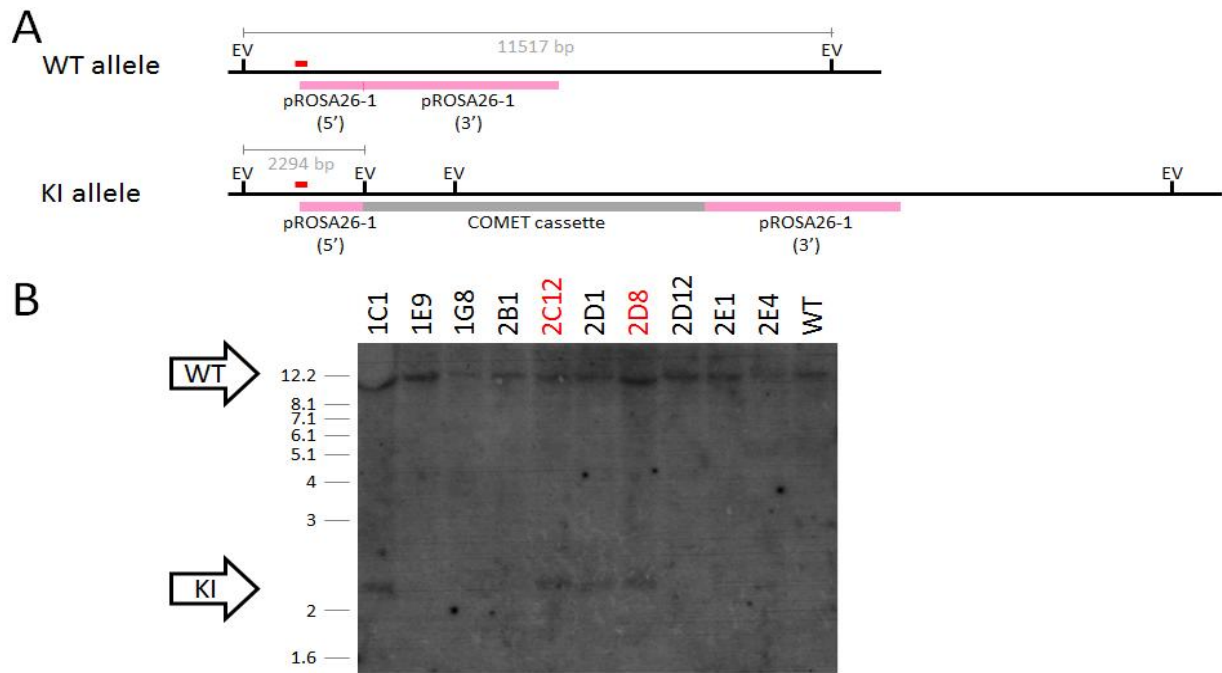 A
11517 bp
EV
EV
WT allele
pROSA26-1
(5')
pROSA26-1
(3')
2294 bp
EV
EV
EV
EV
KI allele
pROSA26-1
(5')
COMET cassette
pROSA26-1
(3')
B
1C1
1E9
1G8
2B1
2C12
2D1
2D8
2D12
2E1
2E4
WT
WT
12.2
8.1
7.1
6.1
5.1
4
3
KI
2
1.6